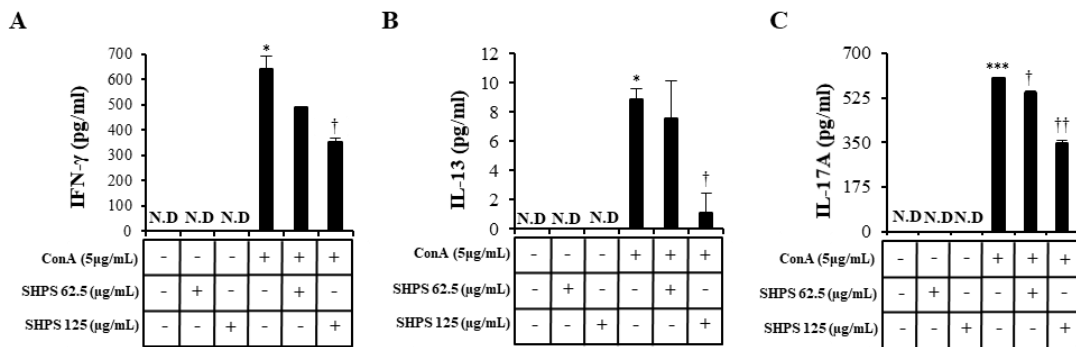 A
IFN-γ (pg/ml)
700
600
500
400
300
200
100
0
N.D N.D N.D * †
ConA (5μg/mL) - - - + + +
SHPS 62.5 (μg/mL) - + - - + -
SHPS 125 (μg/mL) - - + - - +
B
IL-13 (pg/ml)
12
10
8
6
4
2
0
N.D N.D N.D * †
ConA (5μg/mL) - - - + + +
SHPS 62.5 (μg/mL) - + - - + -
SHPS 125 (μg/mL) - - + - - +
C
IL-17A (pg/ml)
700
525
350
175
0
N.D N.D N.D *** † ††
ConA (5μg/mL) - - - + + +
SHPS 62.5 (μg/mL) - + - - + -
SHPS 125 (μg/mL) - - + - - +